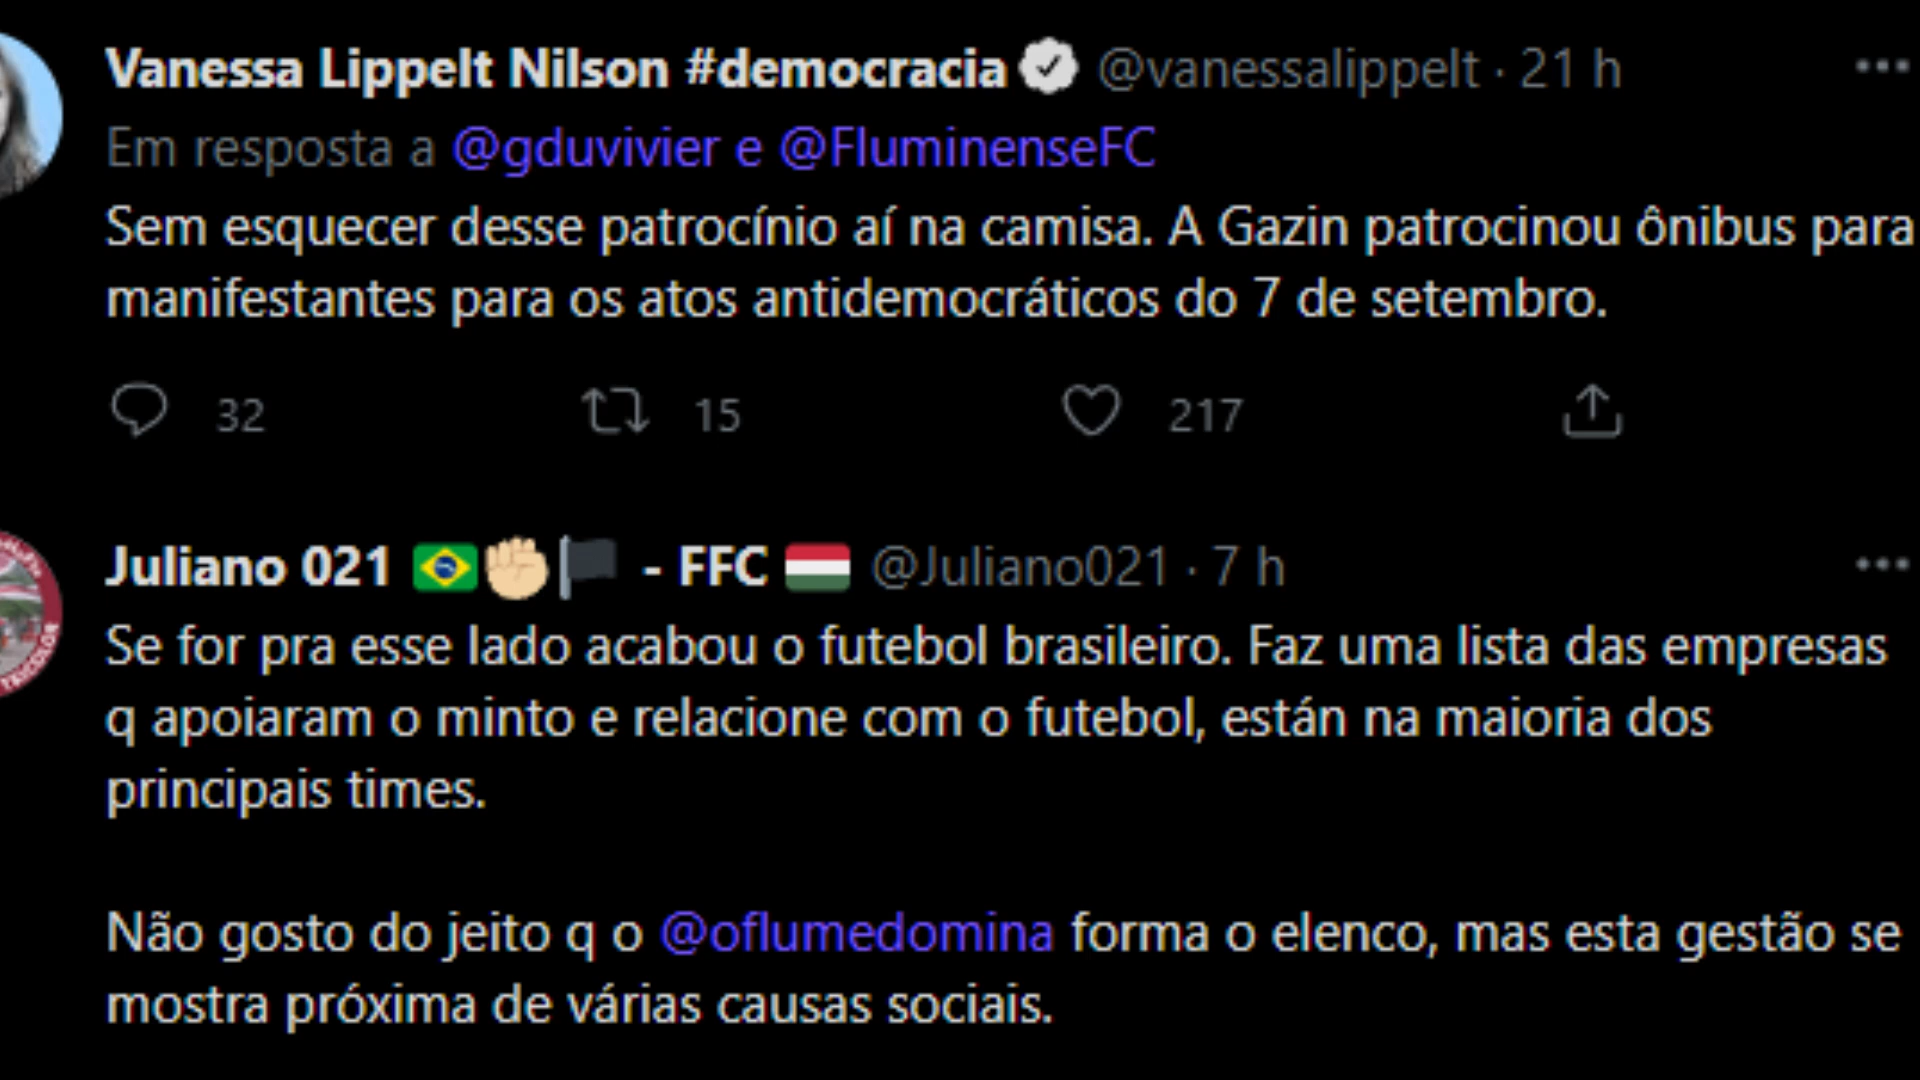 Vanessa Lippelt Nilson #democracia @vanessalippelt · 21 h
Em resposta a @gduvivier e @FluminenseFC
Sem esquecer desse patrocínio aí na camisa. A Gazin patrocinou ônibus para
manifestantes para os atos antidemocráticos do 7 de setembro.
32 15 217
Juliano 021 🇧🇷✊🏼🏴 - FFC 🇭🇺 @Juliano021 · 7 h
Se for pra esse lado acabou o futebol brasileiro. Faz uma lista das empresas
q apoiaram o minto e relacione com o futebol, están na maioria dos
principais times.
Não gosto do jeito q o @oflumedomina forma o elenco, mas esta gestão se
mostra próxima de várias causas sociais.
TRICOLOR